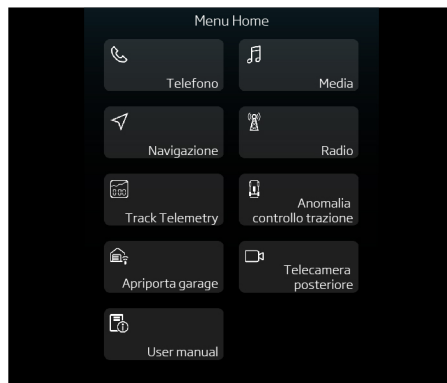 Menu Home
Telefono
Media
Navigazione
Radio
Track Telemetry
Anomalia
controllo trazione
Apriporta garage
Telecamera
posteriore
User manual